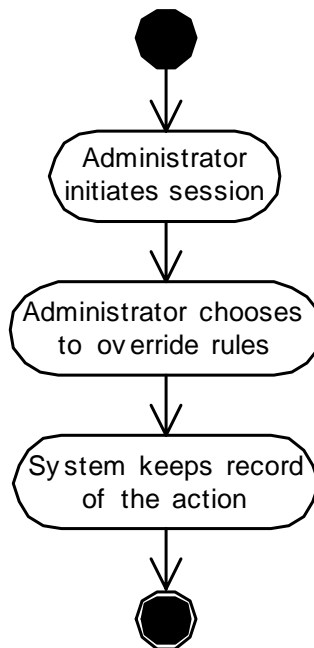 Administrator
initiates session
Administrator chooses
to override rules
System keeps record
of the action